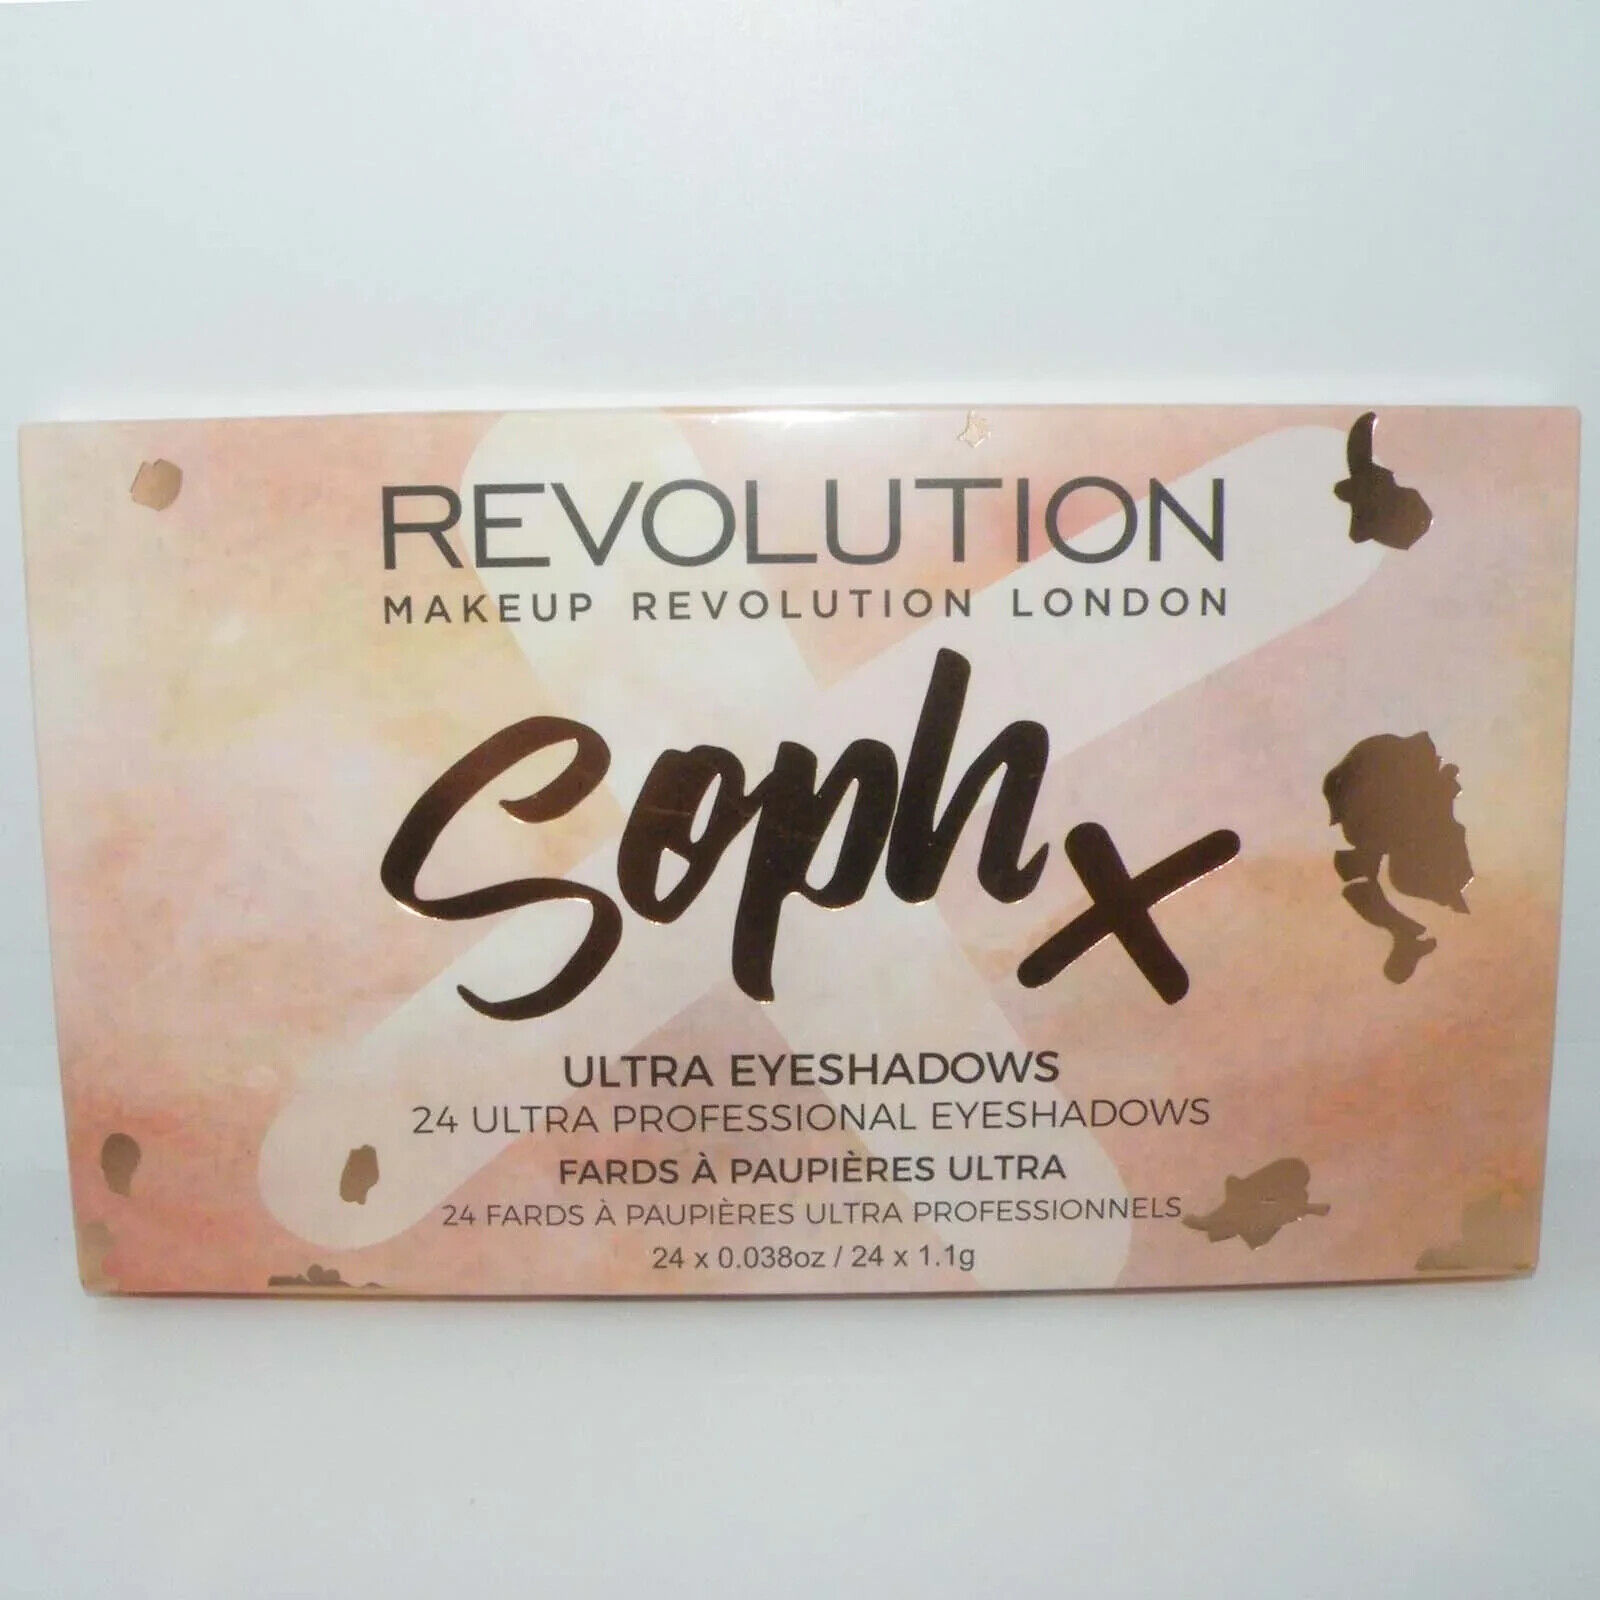 REVOLUTION
MAKEUP REVOLUTION LONDON
Soph x
ULTRA EYESHADOWS
24 ULTRA PROFESSIONAL EYESHADOWS
FARDS À PAUPIÈRES ULTRA
24 FARDS À PAUPIÈRES ULTRA PROFESSIONNELS
24 x 0.038oz / 24 x 1.1g